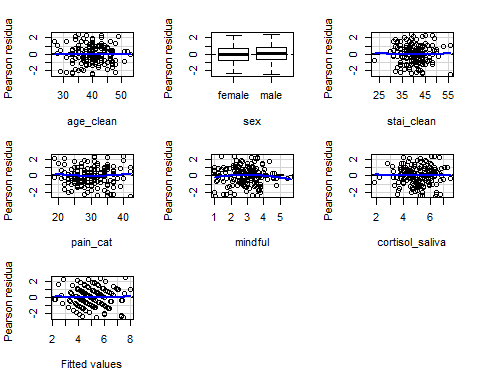 Pearson residua
-2 0 2
30 40 50
age_clean
Pearson residua
-2 0 2
female male
sex
Pearson residua
-2 0 2
25 35 45 55
stai_clean
Pearson residua
-2 0 2
20 25 30 35 40
pain_cat
Pearson residua
-2 0 2
1 2 3 4 5
mindful
Pearson residua
-2 0 2
2 4 6
cortisol_saliva
Pearson residua
-2 0 2
2 4 6 8
Fitted values